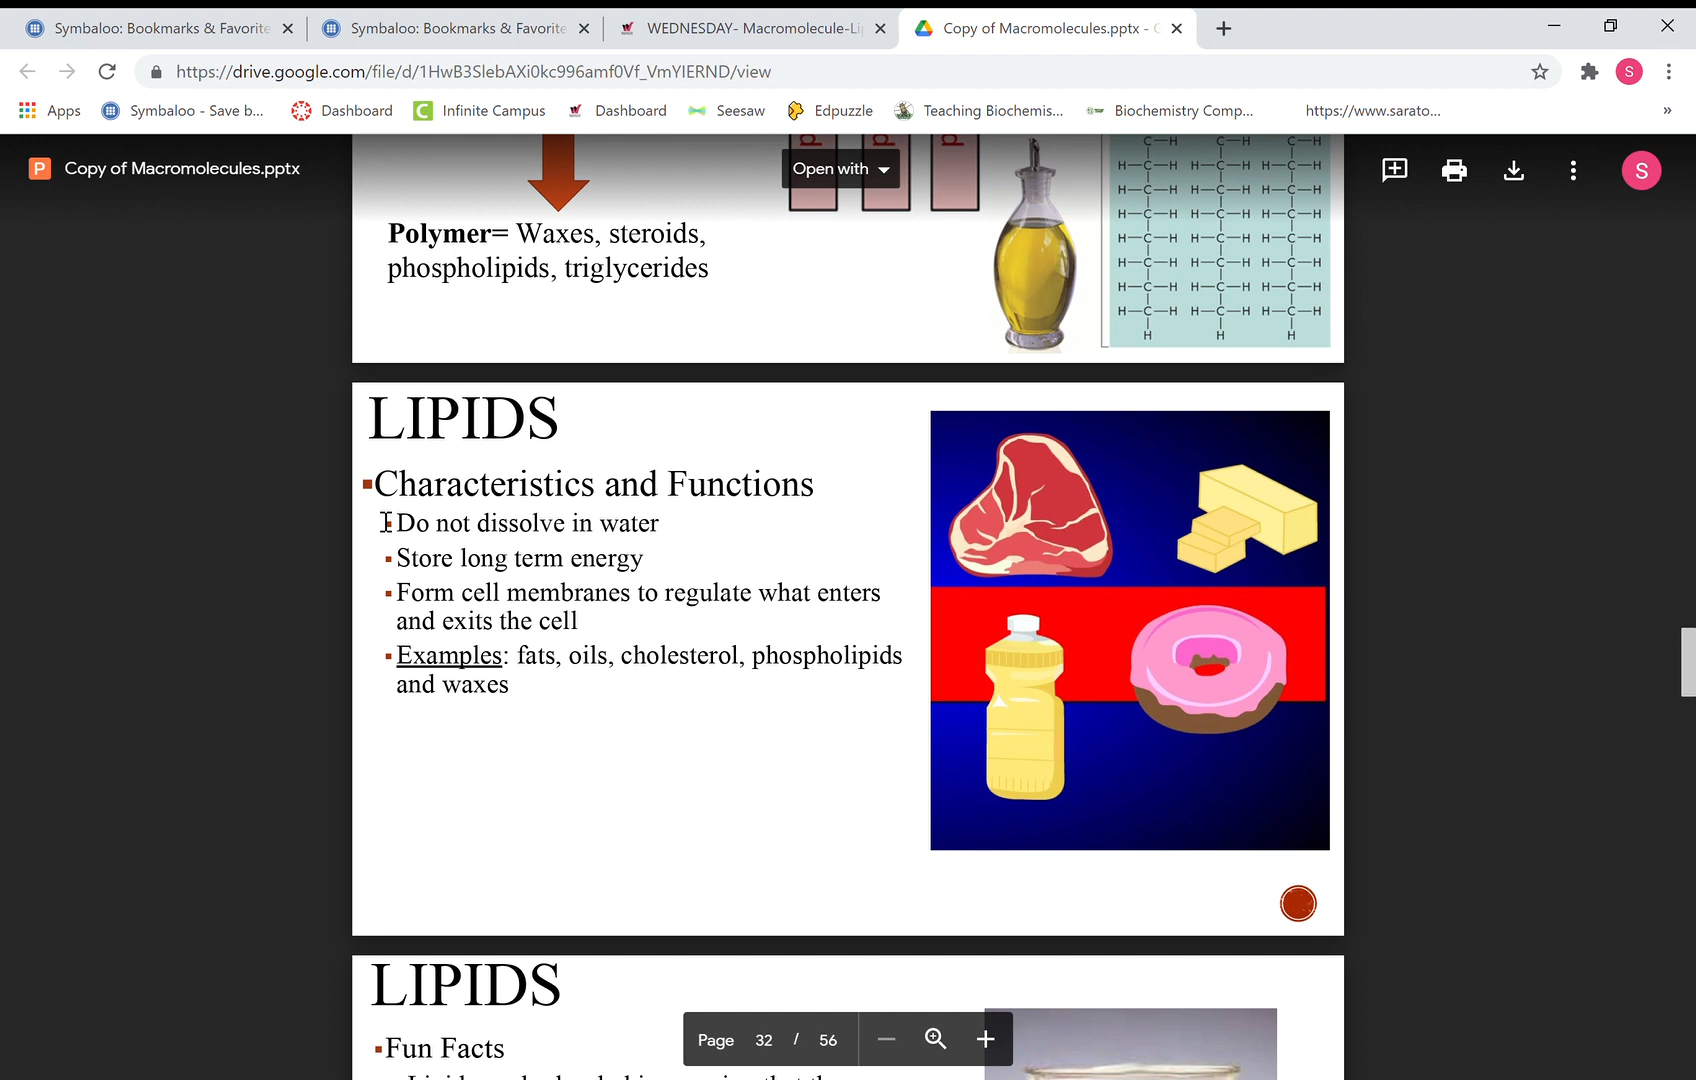 Symbaloo: Bookmarks & Favorite
Symbaloo: Bookmarks & Favorite
WEDNESDAY- Macromolecule-Li
Copy of Macromolecules.pptx -
https://drive.google.com/file/d/1HwB3SlebAXi0kc996amf0Vf_VmYIERND/view
S
Apps
Symbaloo - Save b...
Dashboard
Infinite Campus
Dashboard
Seesaw
Edpuzzle
Teaching Biochemis...
Biochemistry Comp...
https://www.sarato...
»
P
Copy of Macromolecules.pptx
Open with
S
Polymer= Waxes, steroids,
phospholipids, triglycerides
C—H C—H C—H
H—C—H H—C—H H—C—H
H—C—H H—C—H H—C—H
H—C—H H—C—H H—C—H
H—C—H H—C—H H—C—H
H—C—H H—C—H H—C—H
H—C—H H—C—H H—C—H
H—C—H H—C—H H—C—H
H H H
LIPIDS
Characteristics and Functions
Do not dissolve in water
Store long term energy
Form cell membranes to regulate what enters
and exits the cell
Examples: fats, oils, cholesterol, phospholipids
and waxes
LIPIDS
Fun Facts
Page 32 / 56